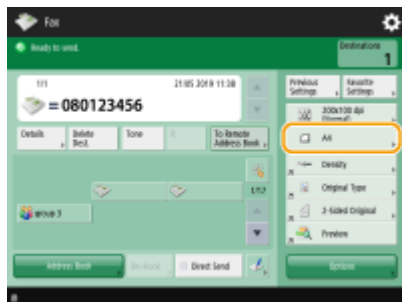 Fax
Ready to send.
Destinations
1
1/1
21/05 2019 11:38
= 080123456
Details
Delete
Dest.
Tone
To Remote
Address Book
Previous
Settings
Favorite
Settings
200x100 dpi
(Normal)
A4
Density
Original Type
2-Sided Original
Preview
1/12
group 3
Address Book
On-Hook
Direct Send
Options